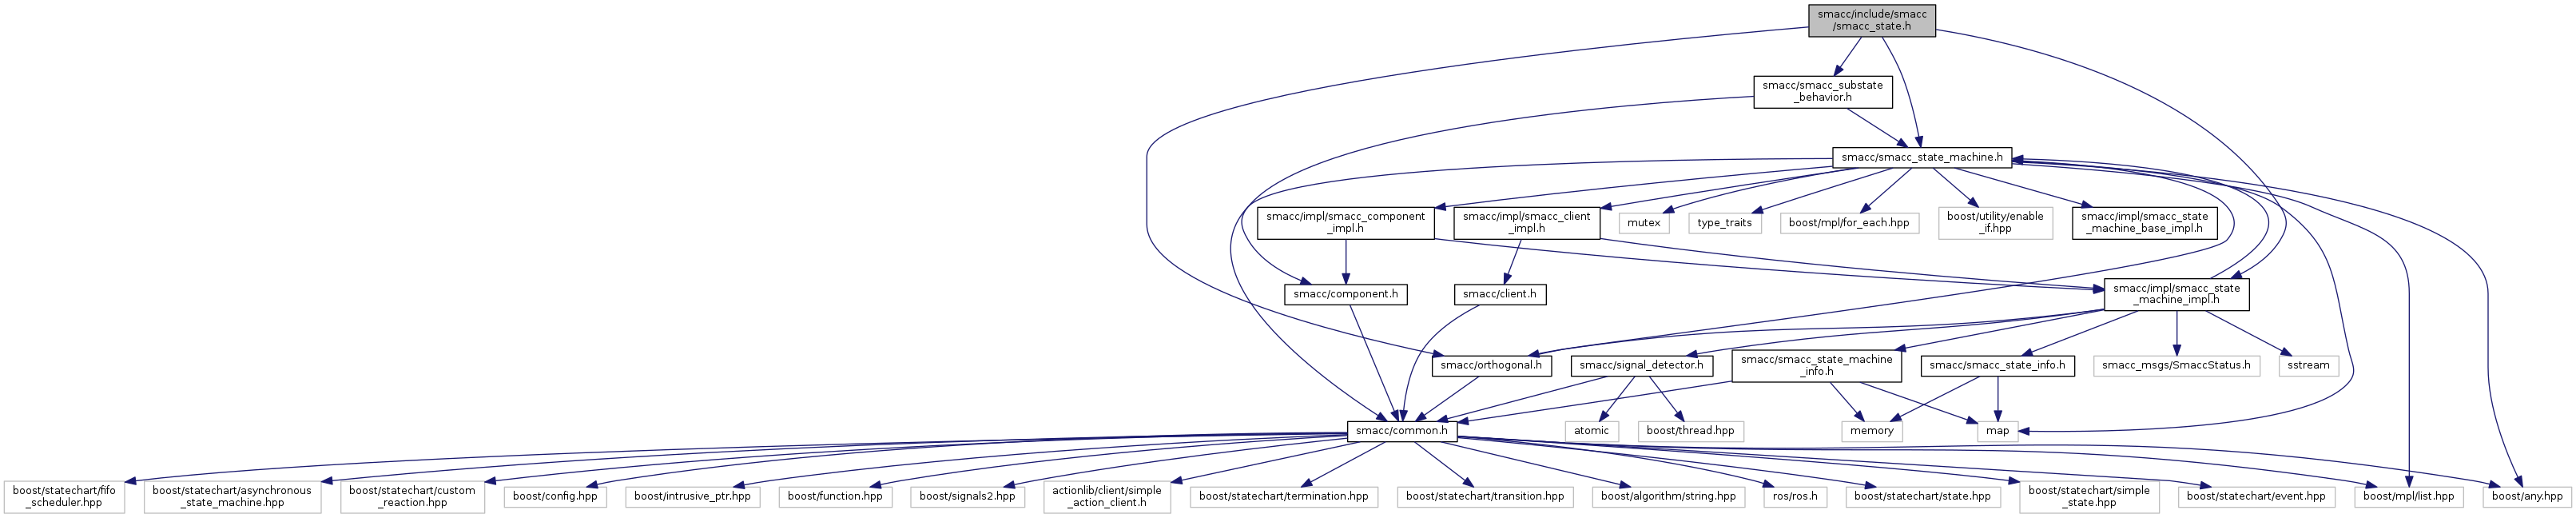 smacc/include/smacc
/smacc_state.h
smacc/smacc_substate
_behavior.h
smacc/smacc_state_machine.h
smacc/impl/smacc_component
_impl.h
smacc/impl/smacc_client
_impl.h
mutex
type_traits
boost/mpl/for_each.hpp
boost/utility/enable
_if.hpp
smacc/impl/smacc_state
_machine_base_impl.h
smacc/component.h
smacc/client.h
smacc/impl/smacc_state
_machine_impl.h
smacc/orthogonal.h
smacc/signal_detector.h
smacc/smacc_state_machine
_info.h
smacc/smacc_state_info.h
smacc_msgs/SmaccStatus.h
sstream
smacc/common.h
atomic
boost/thread.hpp
memory
map
boost/statechart/fifo
_scheduler.hpp
boost/statechart/asynchronous
_state_machine.hpp
boost/statechart/custom
_reaction.hpp
boost/config.hpp
boost/intrusive_ptr.hpp
boost/function.hpp
boost/signals2.hpp
actionlib/client/simple
_action_client.h
boost/statechart/termination.hpp
boost/statechart/transition.hpp
boost/algorithm/string.hpp
ros/ros.h
boost/statechart/state.hpp
boost/statechart/simple
_state.hpp
boost/statechart/event.hpp
boost/mpl/list.hpp
boost/any.hpp